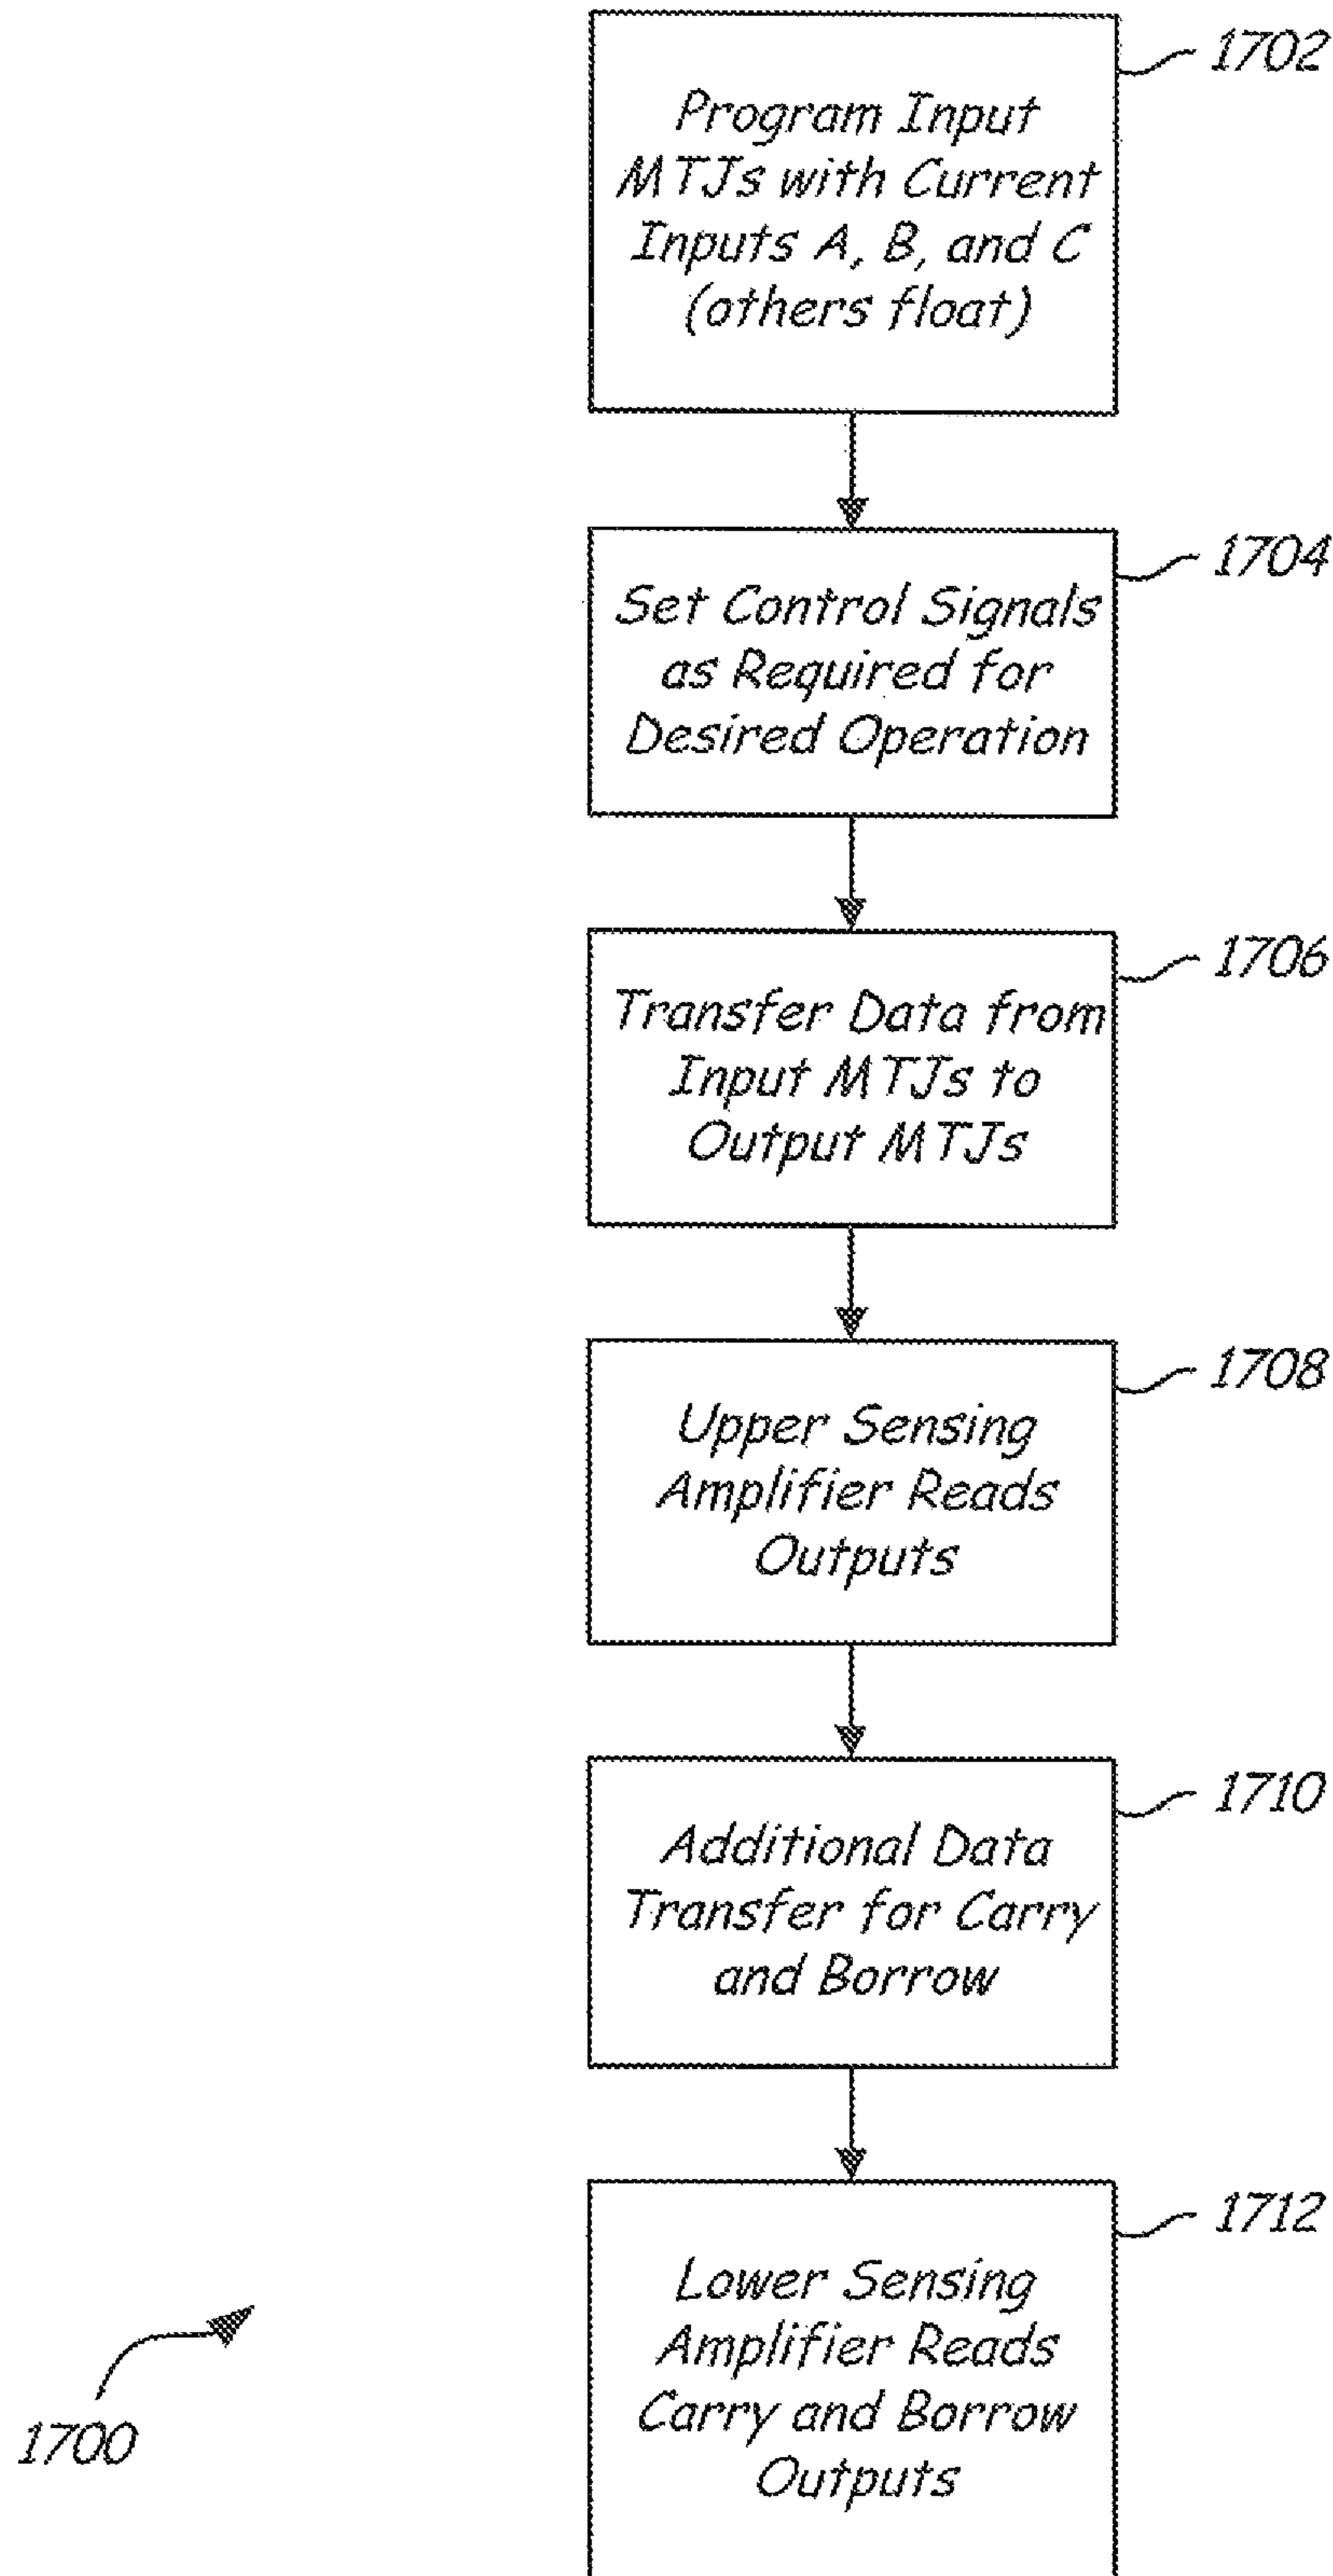 1702
Program Input
MTJs with Current
Inputs A, B, and C
(others float)
1704
Set Control Signals
as Required for
Desired Operation
1706
Transfer Data from
Input MTJs to
Output MTJs
1708
Upper Sensing
Amplifier Reads
Outputs
1710
Additional Data
Transfer for Carry
and Borrow
1712
Lower Sensing
Amplifier Reads
Carry and Borrow
Outputs
1700